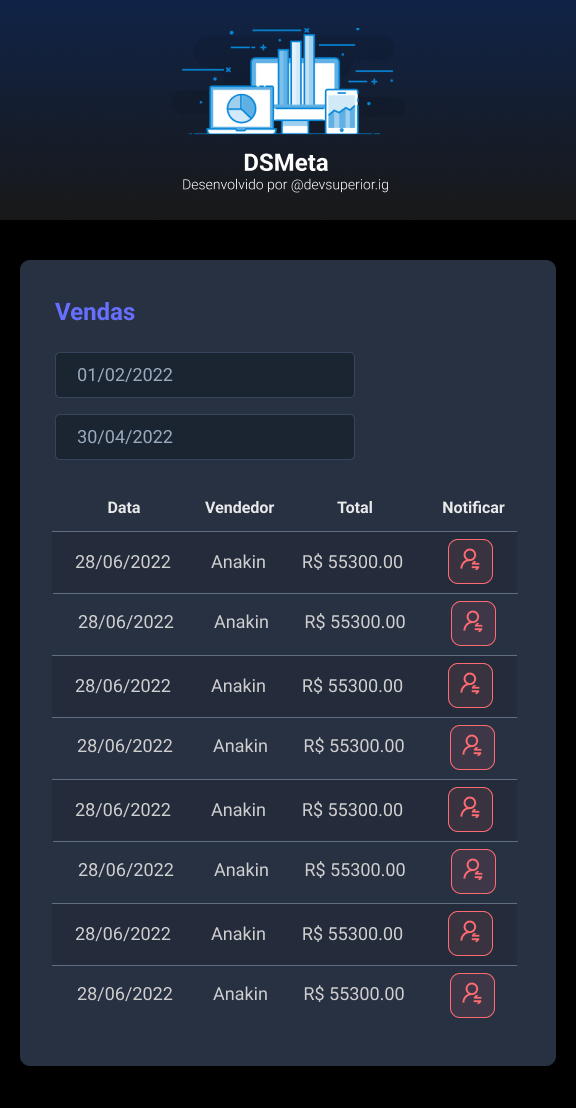 DSMeta
Desenvolvido por @devsuperior.ig
Vendas
01/02/2022
30/04/2022
Data Vendedor Total Notificar
28/06/2022 Anakin R$ 55300.00
28/06/2022 Anakin R$ 55300.00
28/06/2022 Anakin R$ 55300.00
28/06/2022 Anakin R$ 55300.00
28/06/2022 Anakin R$ 55300.00
28/06/2022 Anakin R$ 55300.00
28/06/2022 Anakin R$ 55300.00
28/06/2022 Anakin R$ 55300.00